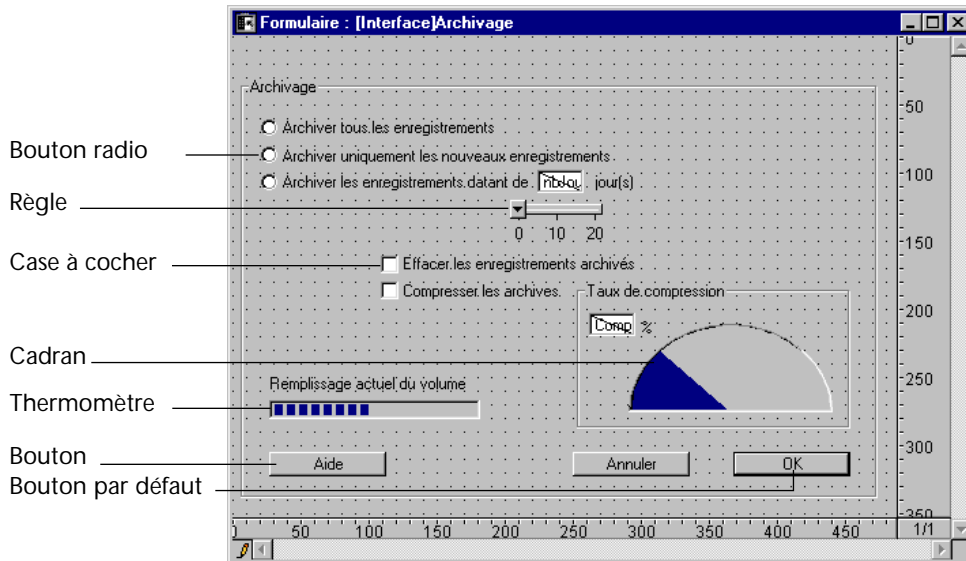 Formulaire : [Interface]Archivage
0
Archivage
50
Archiver tous les enregistrements
Bouton radio
Archiver uniquement les nouveaux enregistrements
100
Archiver les enregistrements datant de jour(s)
Règle
0 10 20
150
Case à cocher
Effacer les enregistrements archivés
Compresser les archives
Taux de compression
200
Comp %
Cadran
250
Remplissage actuel du volume
Thermomètre
300
Bouton
Aide
Annuler
OK
Bouton par défaut
350
0 50 100 150 200 250 300 350 400 450 1/1